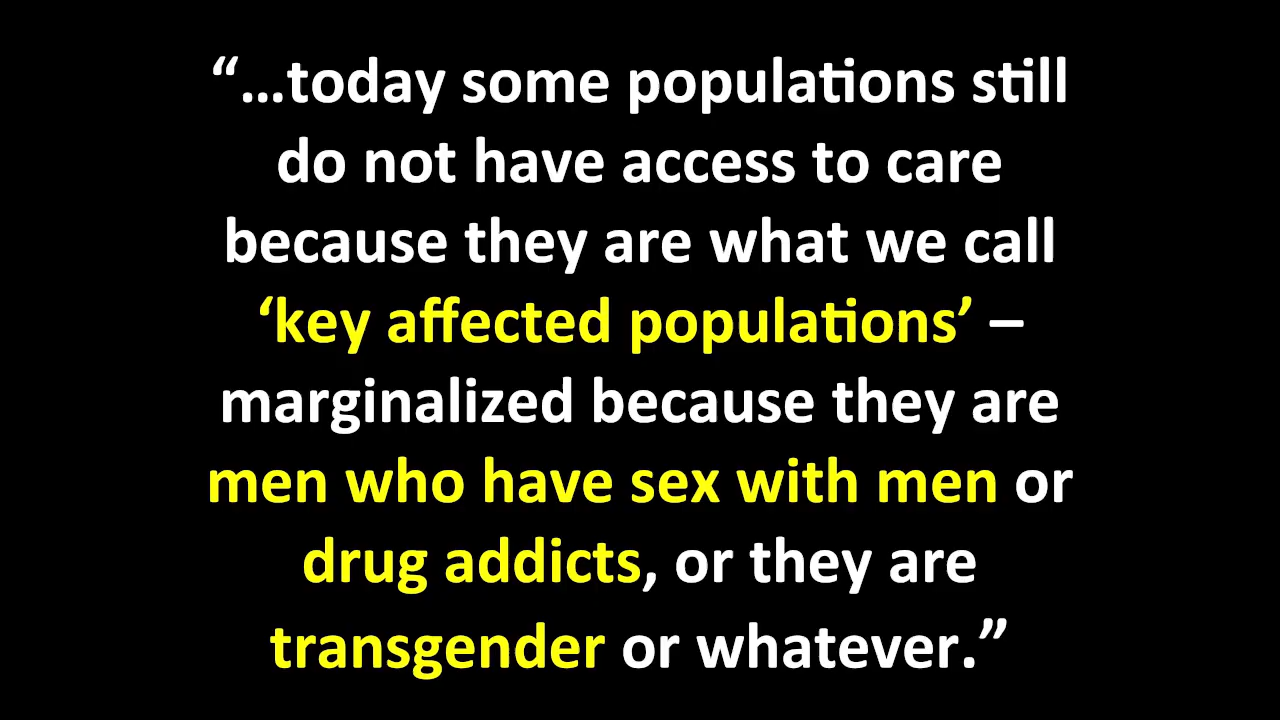 “…today some populations still
do not have access to care
because they are what we call
‘key affected populations’ –
marginalized because they are
men who have sex with men or
drug addicts, or they are
transgender or whatever.”